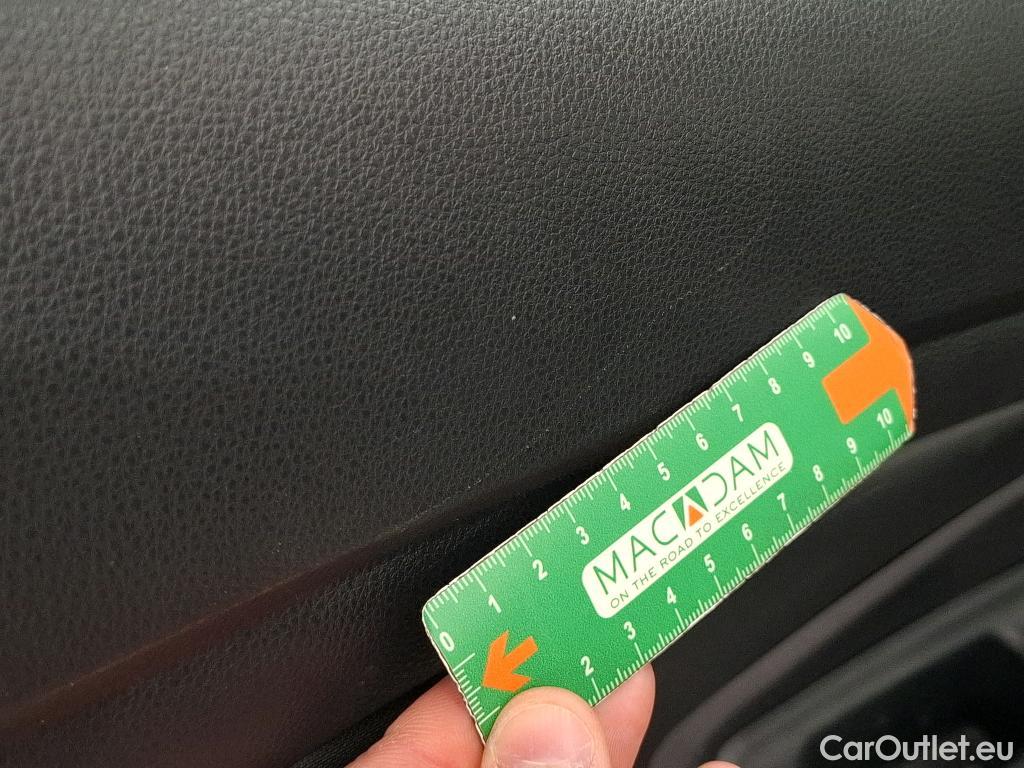 0 1 2 3 4 5 6 7 8 9 10
MACADAM
ON THE ROAD TO EXCELLENCE
2 3 4 5 6 7 8 9 10
CarOutlet.eu